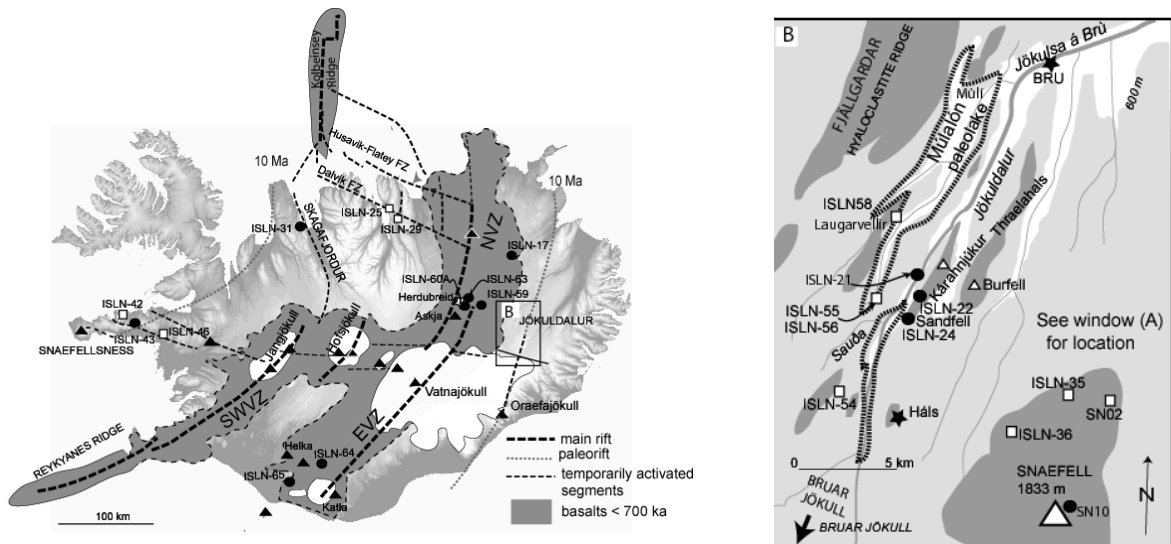 Kolbeinsey
Ridge
Husavik-Flatey FZ
10 Ma
Dalvik FZ
10 Ma
ISLN-25
SKAGAFJORDUR
ISLN-31
ISLN-29
NVZ
ISLN-17
ISLN-60A
ISLN-63
Herdubreid
ISLN-59
Askja
B
JÖKULDALUR
ISLN-42
ISLN-43
ISLN-46
SNAEFELLSNESS
Langjökull
Hofsjökull
Vatnajökull
SWVZ
EVZ
Oraefajökull
REYKYANES RIDGE
Helka
ISLN-64
ISLN-65
Katla
main rift
paleorift
temporarily activated
segments
basalts < 700 ka
100 km
B
Jökulsa á Brù
BRU
FJÄLLGARDAR
HYALOCLASTITE RIDGE
Mùlì
Mùlalón
paleolake
600 m
Jökuldalur
Thraelahals
ISLN58
Laugarvellir
ISLN-21
Kárahnjúkur
Burfell
ISLN-55
ISLN-56
ISLN-22
Sandfell
ISLN-24
Sauda
See window (A)
for location
ISLN-54
Háls
ISLN-35
SN02
ISLN-36
0
5 km
SNAEFELL
1833 m
SN10
N
BRUAR
JÖKULL
BRUAR JÖKULL